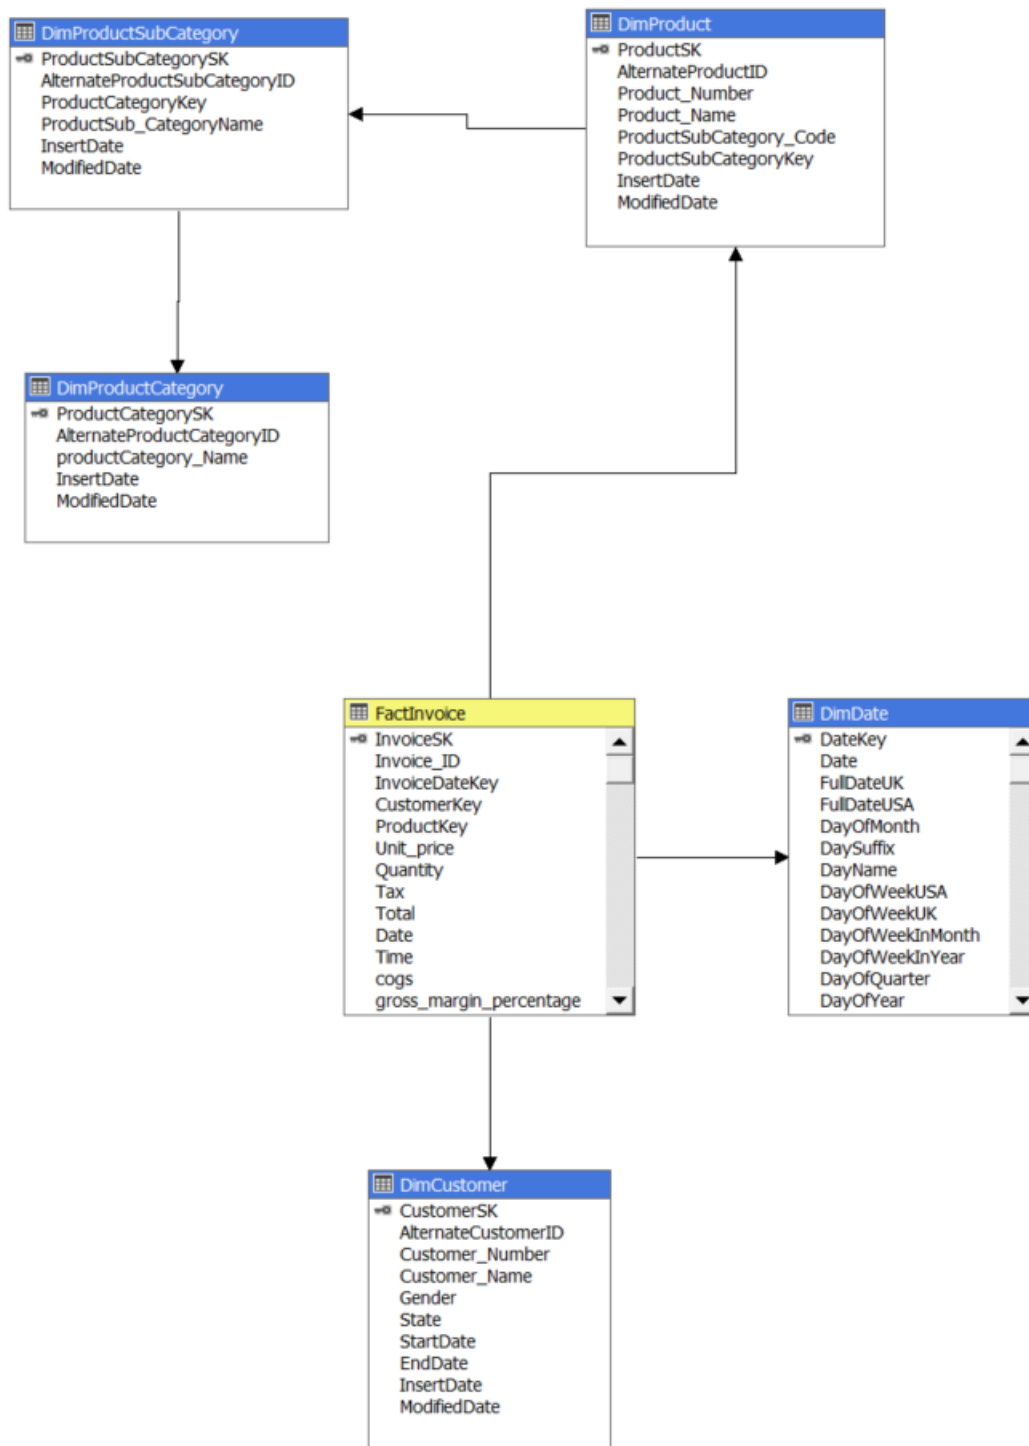 DimProductSubCategory
ProductSubCategorySK
AlternateProductSubCategoryID
ProductCategoryKey
ProductSub_CategoryName
InsertDate
ModifiedDate
DimProduct
ProductSK
AlternateProductID
Product_Number
Product_Name
ProductSubCategory_Code
ProductSubCategoryKey
InsertDate
ModifiedDate
DimProductCategory
ProductCategorySK
AlternateProductCategoryID
productCategory_Name
InsertDate
ModifiedDate
FactInvoice
InvoiceSK
Invoice_ID
InvoiceDateKey
CustomerKey
ProductKey
Unit_price
Quantity
Tax
Total
Date
Time
cogs
gross_margin_percentage
DimDate
DateKey
Date
FullDateUK
FullDateUSA
DayOfMonth
DaySuffix
DayName
DayOfWeekUSA
DayOfWeekUK
DayOfWeekInMonth
DayOfWeekInYear
DayOfQuarter
DayOfYear
DimCustomer
CustomerSK
AlternateCustomerID
Customer_Number
Customer_Name
Gender
State
StartDate
EndDate
InsertDate
ModifiedDate